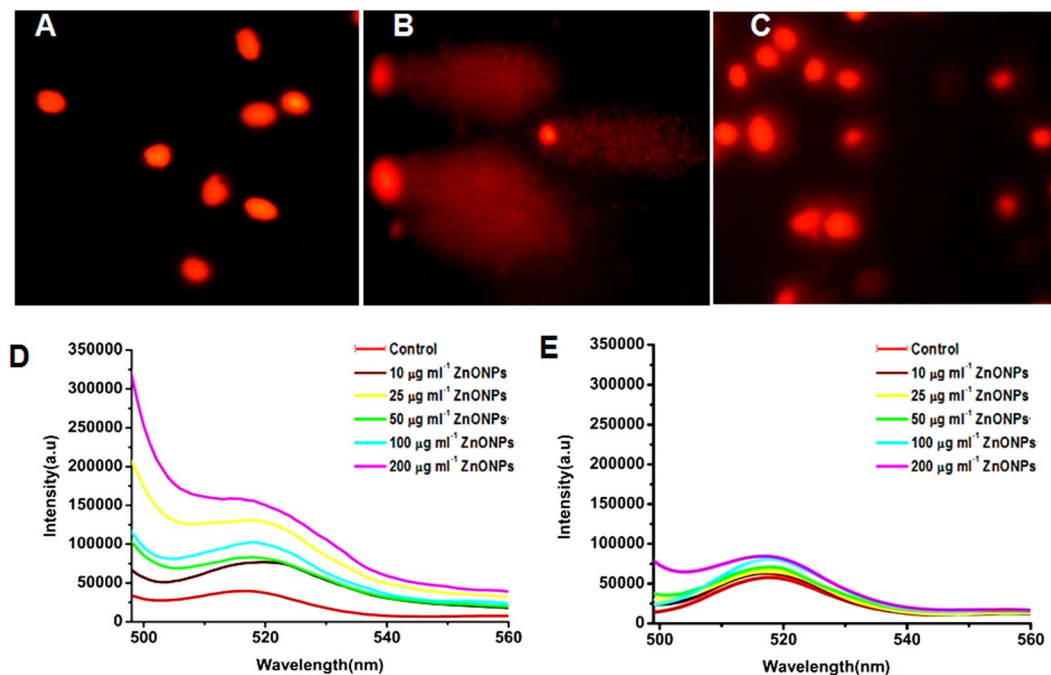 A
B
C
D
350000
300000
250000
200000
150000
100000
50000
0
Intensity(a.u)
500 520 540 560
Wavelength(nm)
Control
10 µg ml⁻¹ ZnONPs
25 µg ml⁻¹ ZnONPs
50 µg ml⁻¹ ZnONPs·
100 µg ml⁻¹ ZnONPs
200 µg ml⁻¹ ZnONPs
E
350000
300000
250000
200000
150000
100000
50000
0
Intensity(a.u)
500 520 540 560
Wavelength(nm)
Control
10 µg ml⁻¹ ZnONPs
25 µg ml⁻¹ ZnONPs
50 µg ml⁻¹ ZnONPs·
100 µg ml⁻¹ ZnONPs
200 µg ml⁻¹ ZnONPs